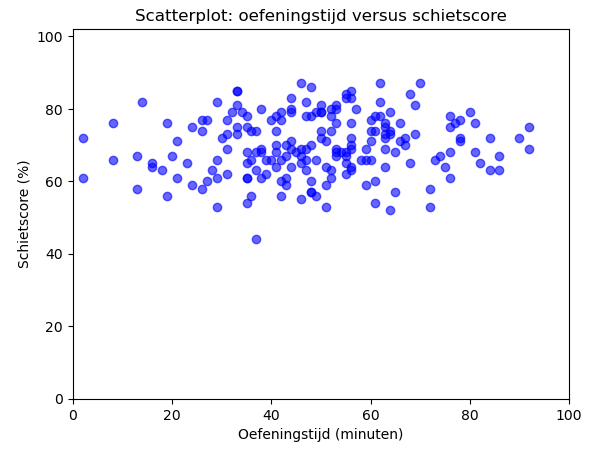 Scatterplot: oefeningstijd versus schietscore
100
80
60
40
20
0
Schietscore (%)
0 20 40 60 80 100
Oefeningstijd (minuten)